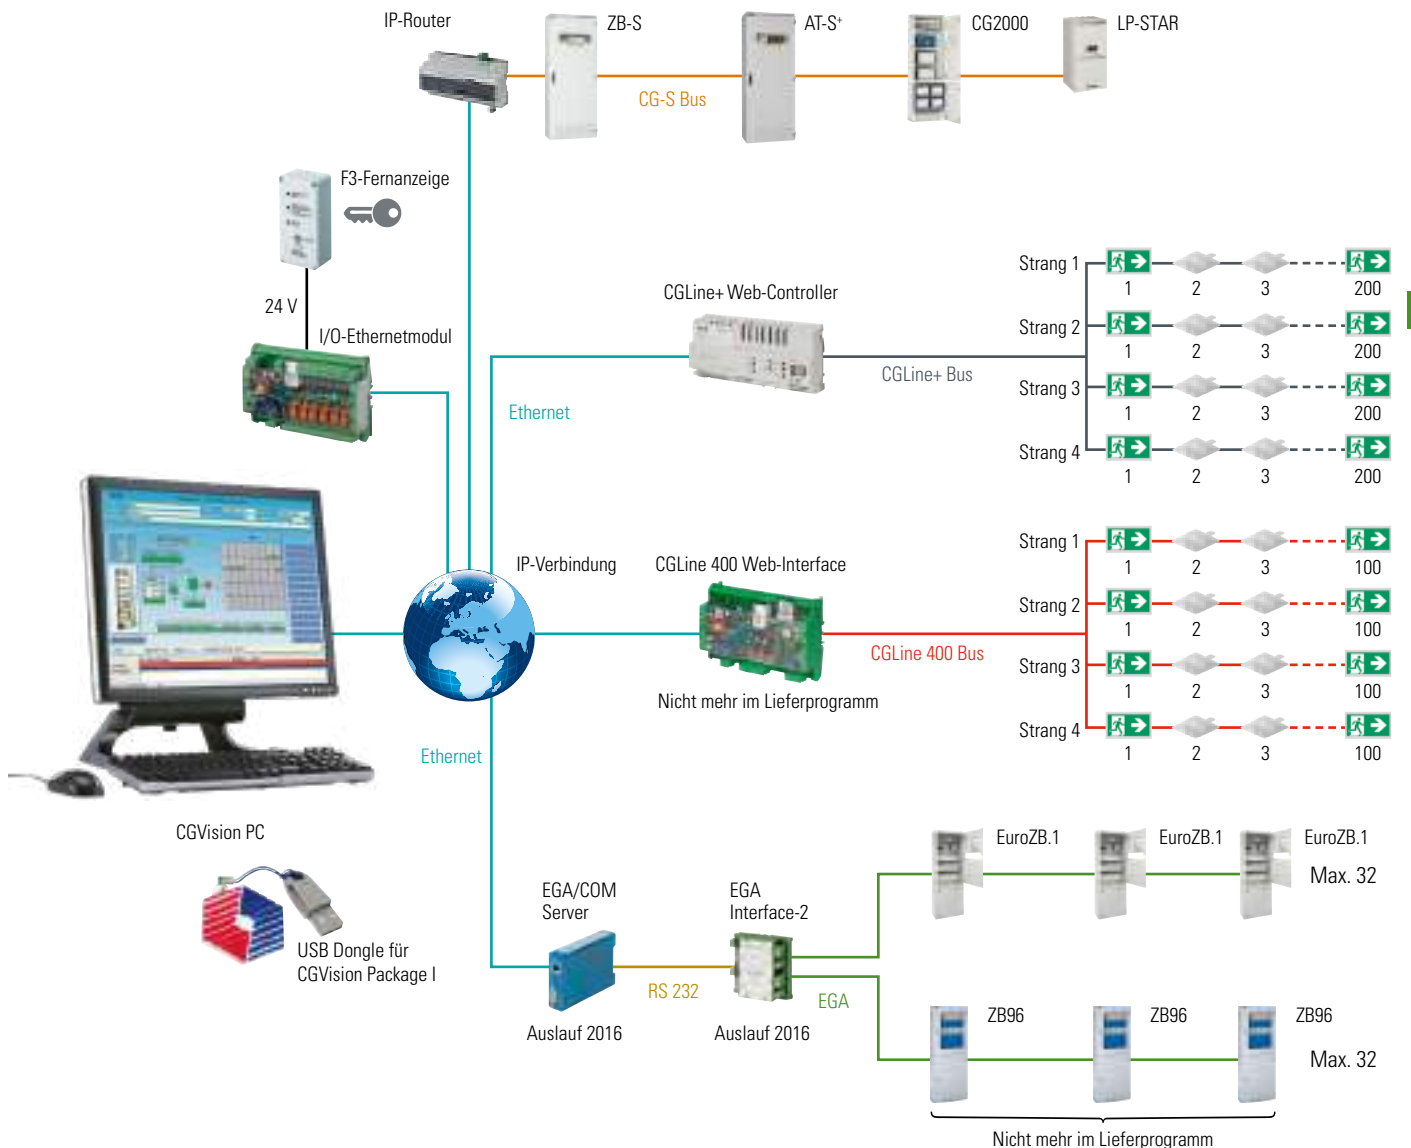 IP-Router
ZB-S
AT-S+
CG2000
LP-STAR
CG-S Bus
F3-Fernanzeige
24 V
I/O-Ethernetmodul
CGLine+ Web-Controller
CGLine+ Bus
Ethernet
Strang 1
1 2 3 200
Strang 2
1 2 3 200
Strang 3
1 2 3 200
Strang 4
1 2 3 200
IP-Verbindung
CGLine 400 Web-Interface
CGLine 400 Bus
Nicht mehr im Lieferprogramm
Strang 1
1 2 3 100
Strang 2
1 2 3 100
Strang 3
1 2 3 100
Strang 4
1 2 3 100
Ethernet
CGVision PC
USB Dongle für
CGVision Package I
EGA/COM
Server
Auslauf 2016
RS 232
EGA
Interface-2
Auslauf 2016
EGA
EuroZB.1
EuroZB.1
EuroZB.1
Max. 32
ZB96
ZB96
ZB96
Max. 32
Nicht mehr im Lieferprogramm